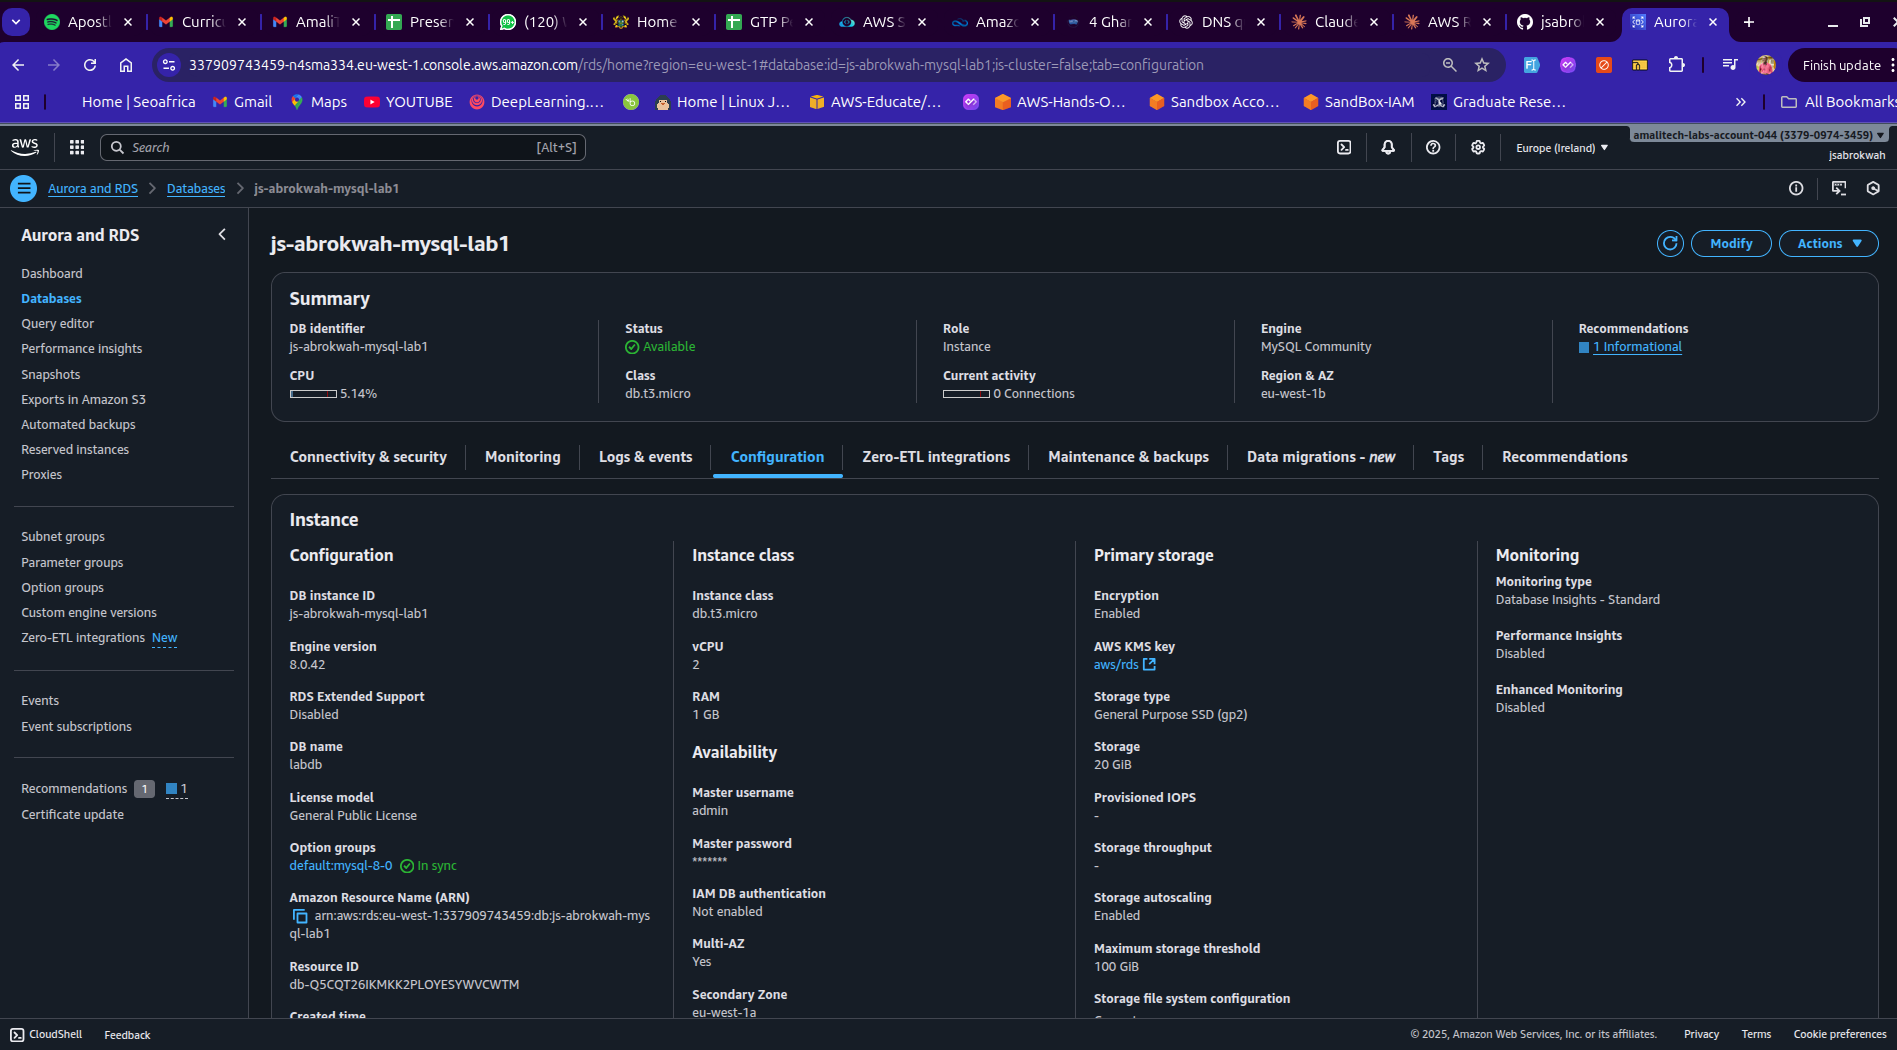 Apostl
Curricu
AmaliT
Presen
(120) W
Home
GTP Po
AWS S
Amazo
4 Ghan
DNS q
Claude
AWS R
jsabro
Aurora
337909743459-n4sma334.eu-west-1.console.aws.amazon.com/rds/home?region=eu-west-1#database:id=js-abrokwah-mysql-lab1;is-cluster=false;tab=configuration
Finish update
Home | Seoafrica
Gmail
Maps
YOUTUBE
DeepLearning....
Home | Linux J...
AWS-Educate/...
AWS-Hands-O...
Sandbox Acco...
SandBox-IAM
Graduate Rese...
All Bookmarks
aws
Search
[Alt+S]
Europe (Ireland)
amalitech-labs-account-044 (3379-0974-3459)
jsabrokwah
Aurora and RDS
Databases
js-abrokwah-mysql-lab1
Aurora and RDS
Dashboard
Databases
Query editor
Performance insights
Snapshots
Exports in Amazon S3
Automated backups
Reserved instances
Proxies
Subnet groups
Parameter groups
Option groups
Custom engine versions
Zero-ETL integrations New
Events
Event subscriptions
Recommendations 1 1
Certificate update
js-abrokwah-mysql-lab1
Modify
Actions
Summary
DB identifier
js-abrokwah-mysql-lab1
CPU
5.14%
Status
Available
Class
db.t3.micro
Role
Instance
Current activity
0 Connections
Engine
MySQL Community
Region & AZ
eu-west-1b
Recommendations
1 Informational
Connectivity & security
Monitoring
Logs & events
Configuration
Zero-ETL integrations
Maintenance & backups
Data migrations - new
Tags
Recommendations
Instance
Configuration
DB instance ID
js-abrokwah-mysql-lab1
Engine version
8.0.42
RDS Extended Support
Disabled
DB name
labdb
License model
General Public License
Option groups
default:mysql-8-0 In sync
Amazon Resource Name (ARN)
arn:aws:rds:eu-west-1:337909743459:db:js-abrokwah-mys
ql-lab1
Resource ID
db-Q5CQT26IKMKK2PLOYESYWVCWTM
Created time
Instance class
Instance class
db.t3.micro
vCPU
2
RAM
1 GB
Availability
Master username
admin
Master password
*******
IAM DB authentication
Not enabled
Multi-AZ
Yes
Secondary Zone
eu-west-1a
Primary storage
Encryption
Enabled
AWS KMS key
aws/rds
Storage type
General Purpose SSD (gp2)
Storage
20 GiB
Provisioned IOPS
-
Storage throughput
-
Storage autoscaling
Enabled
Maximum storage threshold
100 GiB
Storage file system configuration
Monitoring
Monitoring type
Database Insights - Standard
Performance Insights
Disabled
Enhanced Monitoring
Disabled
CloudShell
Feedback
© 2025, Amazon Web Services, Inc. or its affiliates.
Privacy
Terms
Cookie preferences